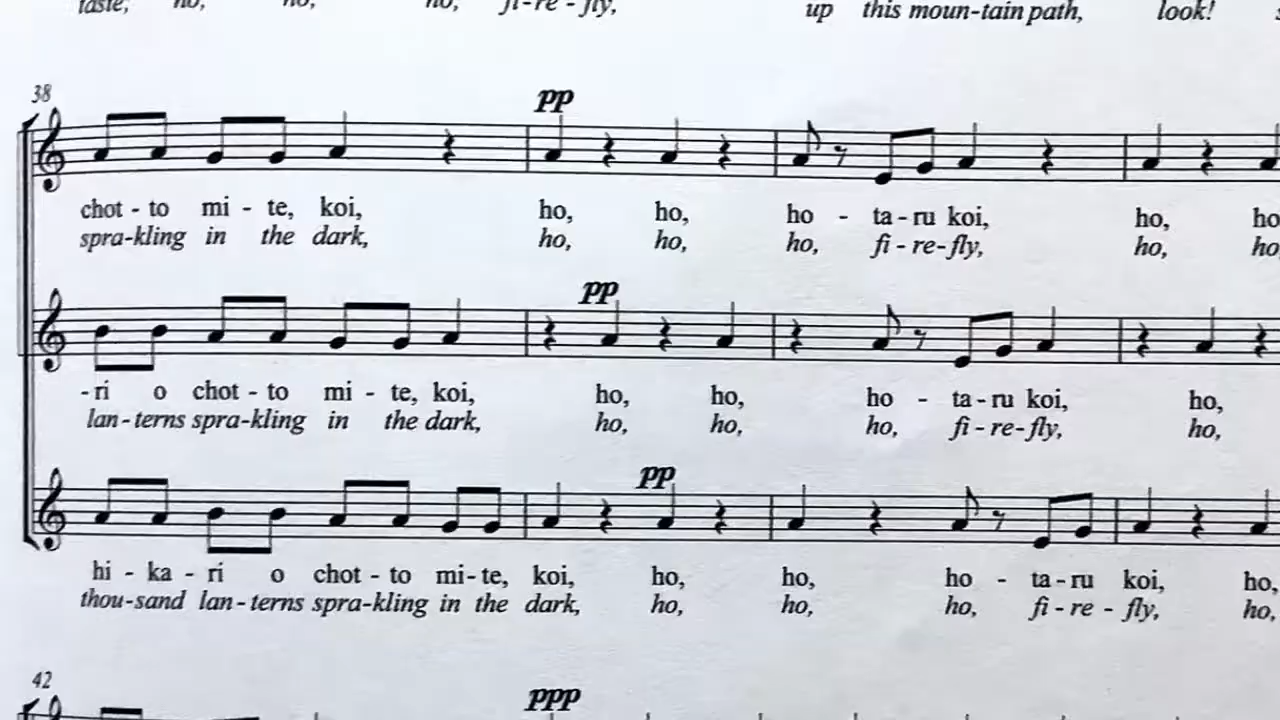 taste; ho, ho, ho, fi-re-fly, up this moun-tain path, look!
38
pp
chot - to mi - te, koi, ho, ho, ho - ta-ru koi, ho, ho
spra-kling in the dark, ho, ho, ho, fi-re-fly, ho, ho
pp
-ri o chot - to mi - te, koi, ho, ho, ho - ta-ru koi, ho,
lan-terns spra-kling in the dark, ho, ho, ho, fi-re-fly, ho,
pp
hi - ka - ri o chot - to mi-te, koi, ho, ho, ho - ta-ru koi, ho,
thou-sand lan-terns spra-kling in the dark, ho, ho, ho, fi-re - fly, ho,
42
ppp